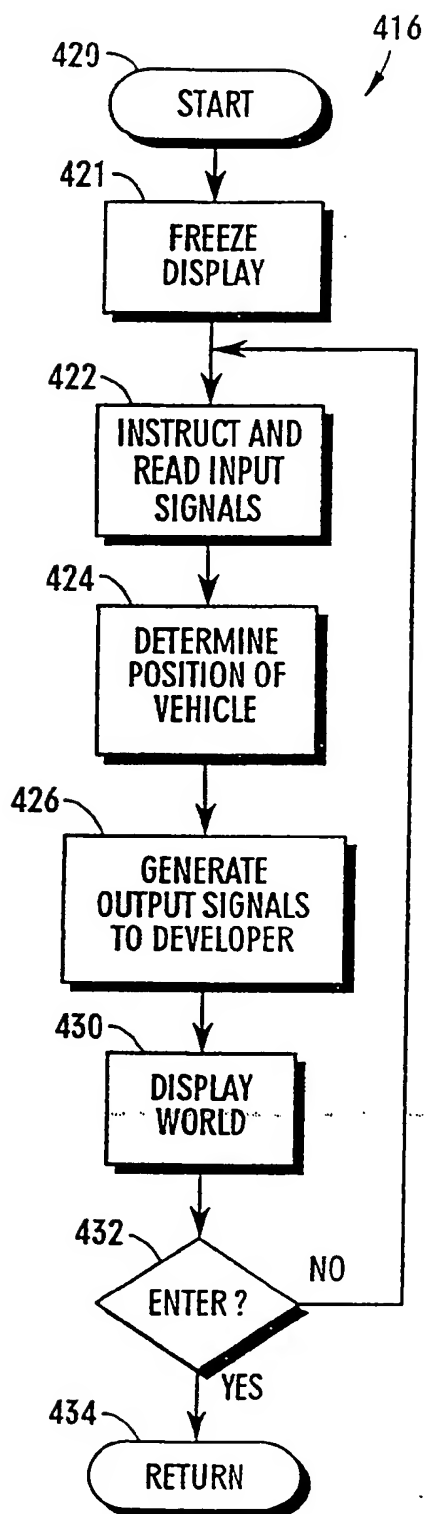 416
420
START
421
FREEZE
DISPLAY
422
INSTRUCT AND
READ INPUT
SIGNALS
424
DETERMINE
POSITION OF
VEHICLE
426
GENERATE
OUTPUT SIGNALS
TO DEVELOPER
430
DISPLAY
WORLD
432
ENTER ?
NO
YES
434
RETURN